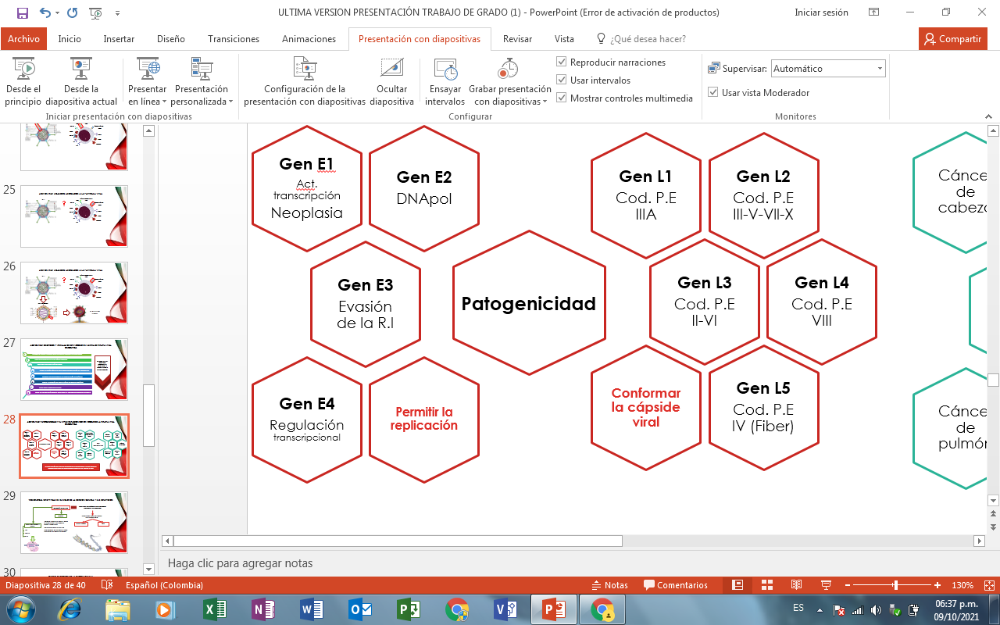 ULTIMA VERSION PRESENTACIÓN TRABAJO DE GRADO (1) - PowerPoint (Error de activación de productos)
Iniciar sesión
Archivo
Inicio
Insertar
Diseño
Transiciones
Animaciones
Presentación con diapositivas
Revisar
Vista
¿Qué desea hacer?
Compartir
Desde el
principio
Desde la
diapositiva actual
Presentar
en línea
Presentación
personalizada
Iniciar presentación con diapositivas
Configuración de la
presentación con diapositivas
Ocultar
diapositiva
Ensayar
intervalos
Grabar presentación
con diapositivas
Reproducir narraciones
Usar intervalos
Mostrar controles multimedia
Configurar
Supervisar:
Automático
Usar vista Moderador
Monitores
25
26
27
28
29
30
Gen E1
Act.
transcripción
Neoplasia
Gen E2
DNApol
Gen E3
Evasión
de la R.I
Gen E4
Regulación
transcripcional
Permitir la
replicación
Patogenicidad
Gen L1
Cod. P.E
IIIA
Gen L2
Cod. P.E
III-V-VII-X
Gen L3
Cod. P.E
II-VI
Gen L4
Cod. P.E
VIII
Conformar
la cápside
viral
Gen L5
Cod. P.E
IV (Fiber)
Cánce
de
cabez
Cánce
de
pulmó
Haga clic para agregar notas
Diapositiva 28 de 40
Español (Colombia)
Notas
Comentarios
130%
ES
06:37 p.m.
09/10/2021